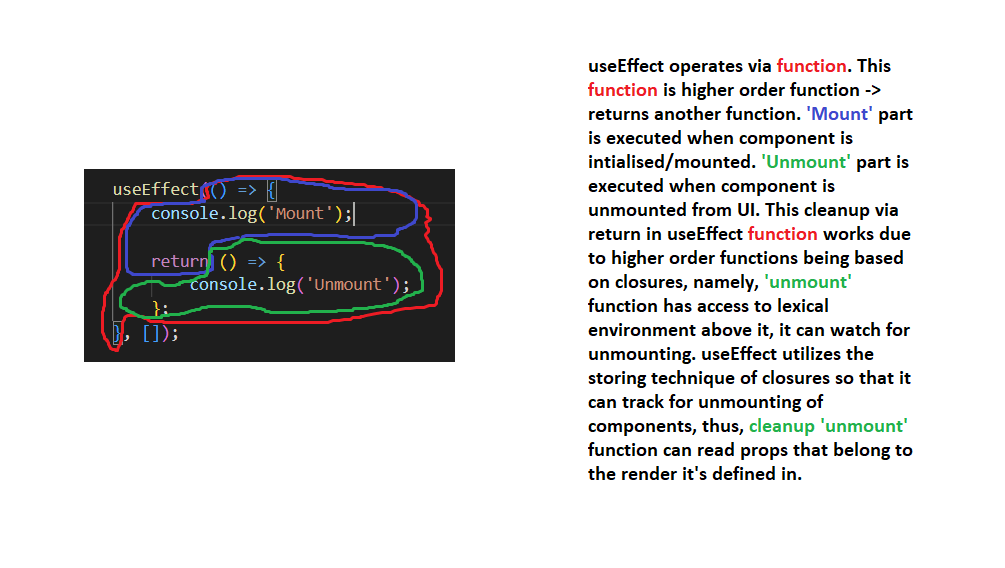 useEffect(() => {
console.log('Mount');
return () => {
console.log('Unmount');
};
}, []);
useEffect operates via function. This
function is higher order function ->
returns another function. 'Mount' part
is executed when component is
intialised/mounted. 'Unmount' part is
executed when component is
unmounted from UI. This cleanup via
return in useEffect function works due
to higher order functions being based
on closures, namely, 'unmount'
function has access to lexical
environment above it, it can watch for
unmounting. useEffect utilizes the
storing technique of closures so that it
can track for unmounting of
components, thus, cleanup 'unmount'
function can read props that belong to
the render it's defined in.